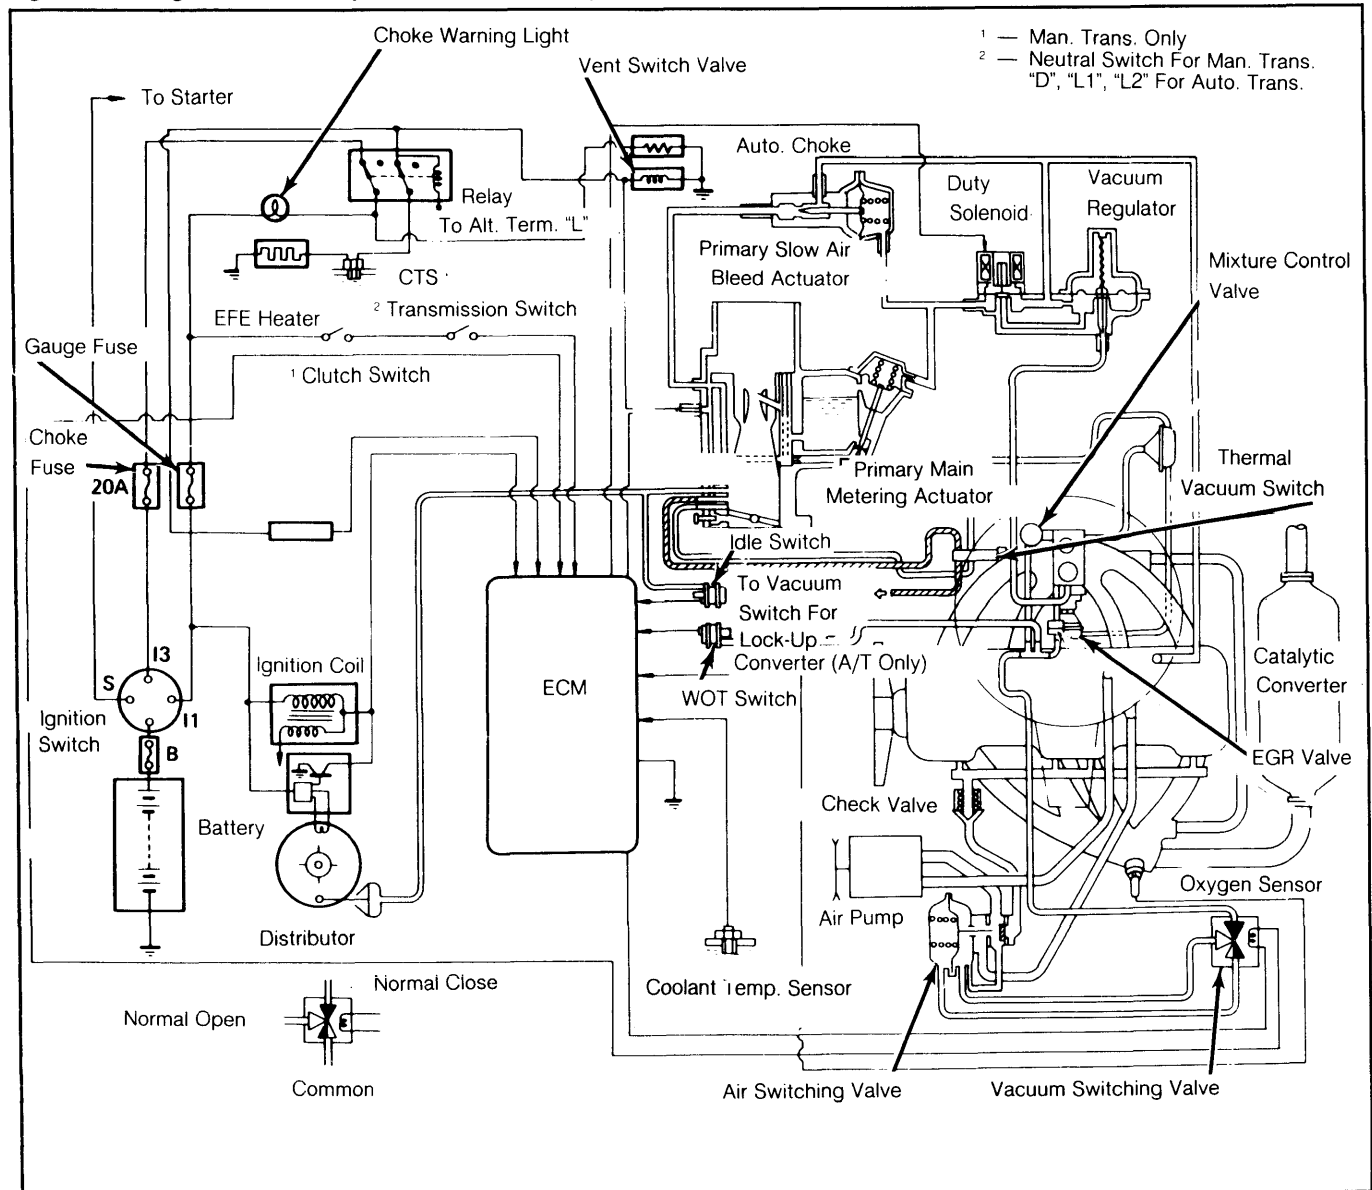 Choke Warning Light
1 — Man. Trans. Only
2 — Neutral Switch For Man. Trans.
"D", "L1", "L2" For Auto. Trans.
Vent Switch Valve
To Starter
Auto. Choke
Duty
Solenoid
Vacuum
Regulator
Relay
To Alt. Term. "L"
Primary Slow Air
Bleed Actuator
Mixture Control
Valve
CTS
EFE Heater
2 Transmission Switch
Gauge Fuse
1 Clutch Switch
Choke
Fuse
20A
Primary Main
Metering Actuator
Thermal
Vacuum Switch
Idle Switch
To Vacuum
Switch For
Lock-Up
Converter (A/T Only)
WOT Switch
I3
S
I1
Ignition
Switch
B
Ignition Coil
ECM
Catalytic
Converter
EGR Valve
Check Valve
Battery
Air Pump
Oxygen Sensor
Distributor
Coolant Temp. Sensor
Normal Close
Normal Open
Common
Air Switching Valve
Vacuum Switching Valve